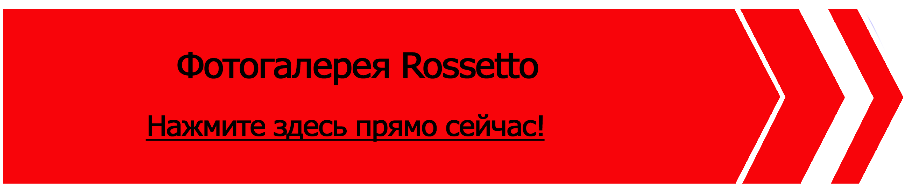 Фотогалерея Rossetto
Нажмите здесь прямо сейчас!